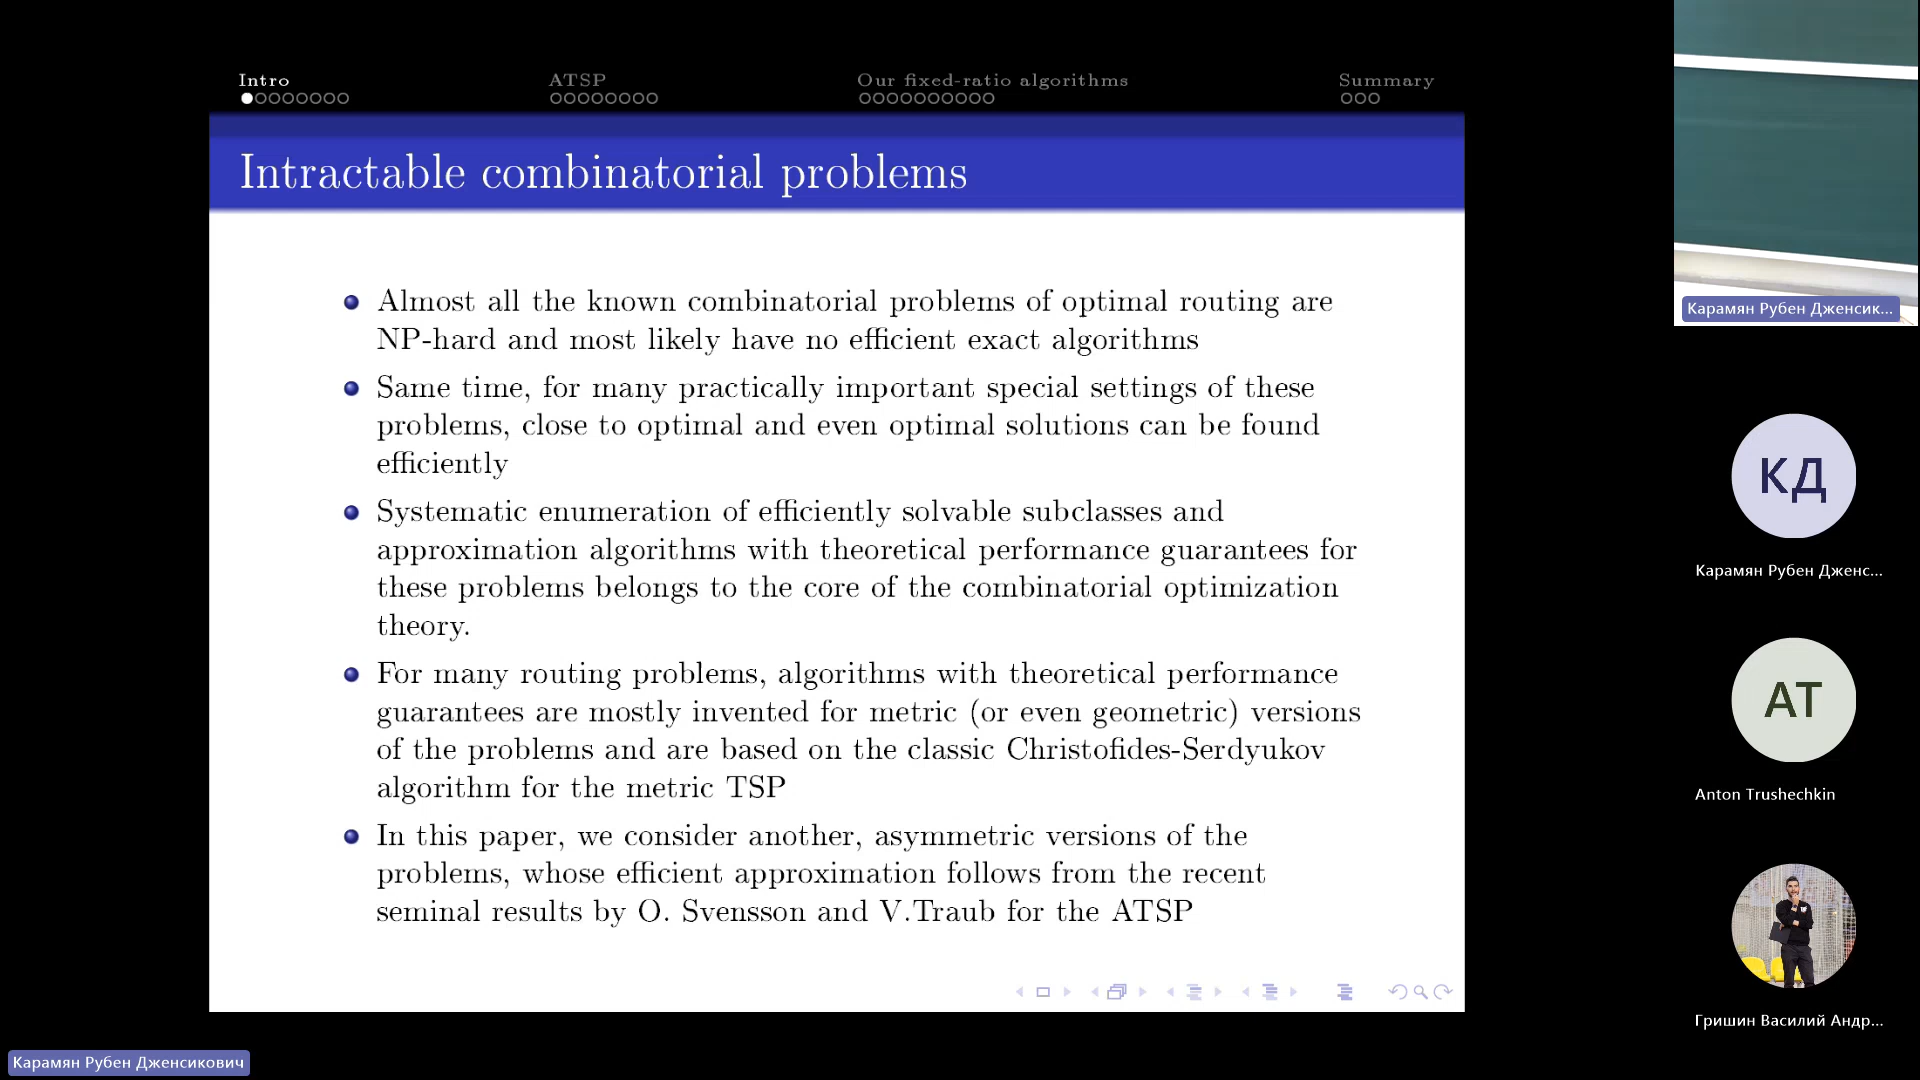 Intro
ATSP
Our fixed-ratio algorithms
Summary
Intractable combinatorial problems
Almost all the known combinatorial problems of optimal routing are
NP-hard and most likely have no efficient exact algorithms
Same time, for many practically important special settings of these
problems, close to optimal and even optimal solutions can be found
efficiently
Systematic enumeration of efficiently solvable subclasses and
approximation algorithms with theoretical performance guarantees for
these problems belongs to the core of the combinatorial optimization
theory.
For many routing problems, algorithms with theoretical performance
guarantees are mostly invented for metric (or even geometric) versions
of the problems and are based on the classic Christofides-Serdyukov
algorithm for the metric TSP
In this paper, we consider another, asymmetric versions of the
problems, whose efficient approximation follows from the recent
seminal results by O. Svensson and V.Traub for the ATSP
Карамян Рубен Дженсик...
КД
Карамян Рубен Дженс...
AT
Anton Trushechkin
Гришин Василий Андр...
Карамян Рубен Дженсикович